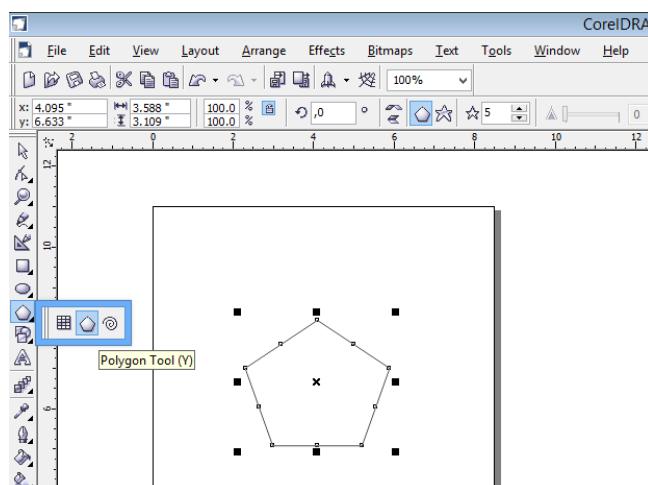 CorelDRA
File Edit View Layout Arrange Effects Bitmaps Text Tools Window Help
100%
x: 4.095 " 3.588 " 100.0 % ,0 ° 5 0
y: 6.633 " 3.109 " 100.0 %
2 0 2 4 6 8 10 12
12
10
Polygon Tool (Y)
6